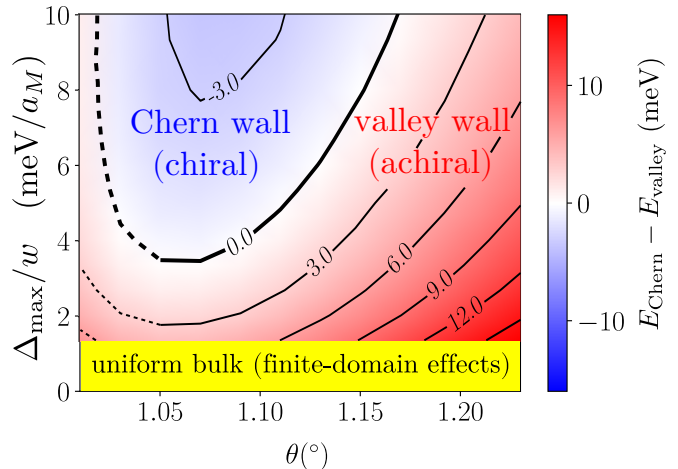 10
8
6
4
2
0
Δmax/w (meV/aM)
-3.0
Chern wall
(chiral)
valley wall
(achiral)
0.0
3.0
6.0
9.0
12.0
uniform bulk (finite-domain effects)
1.05 1.10 1.15 1.20
θ(°)
10
0
−10
EChern − Evalley (meV)